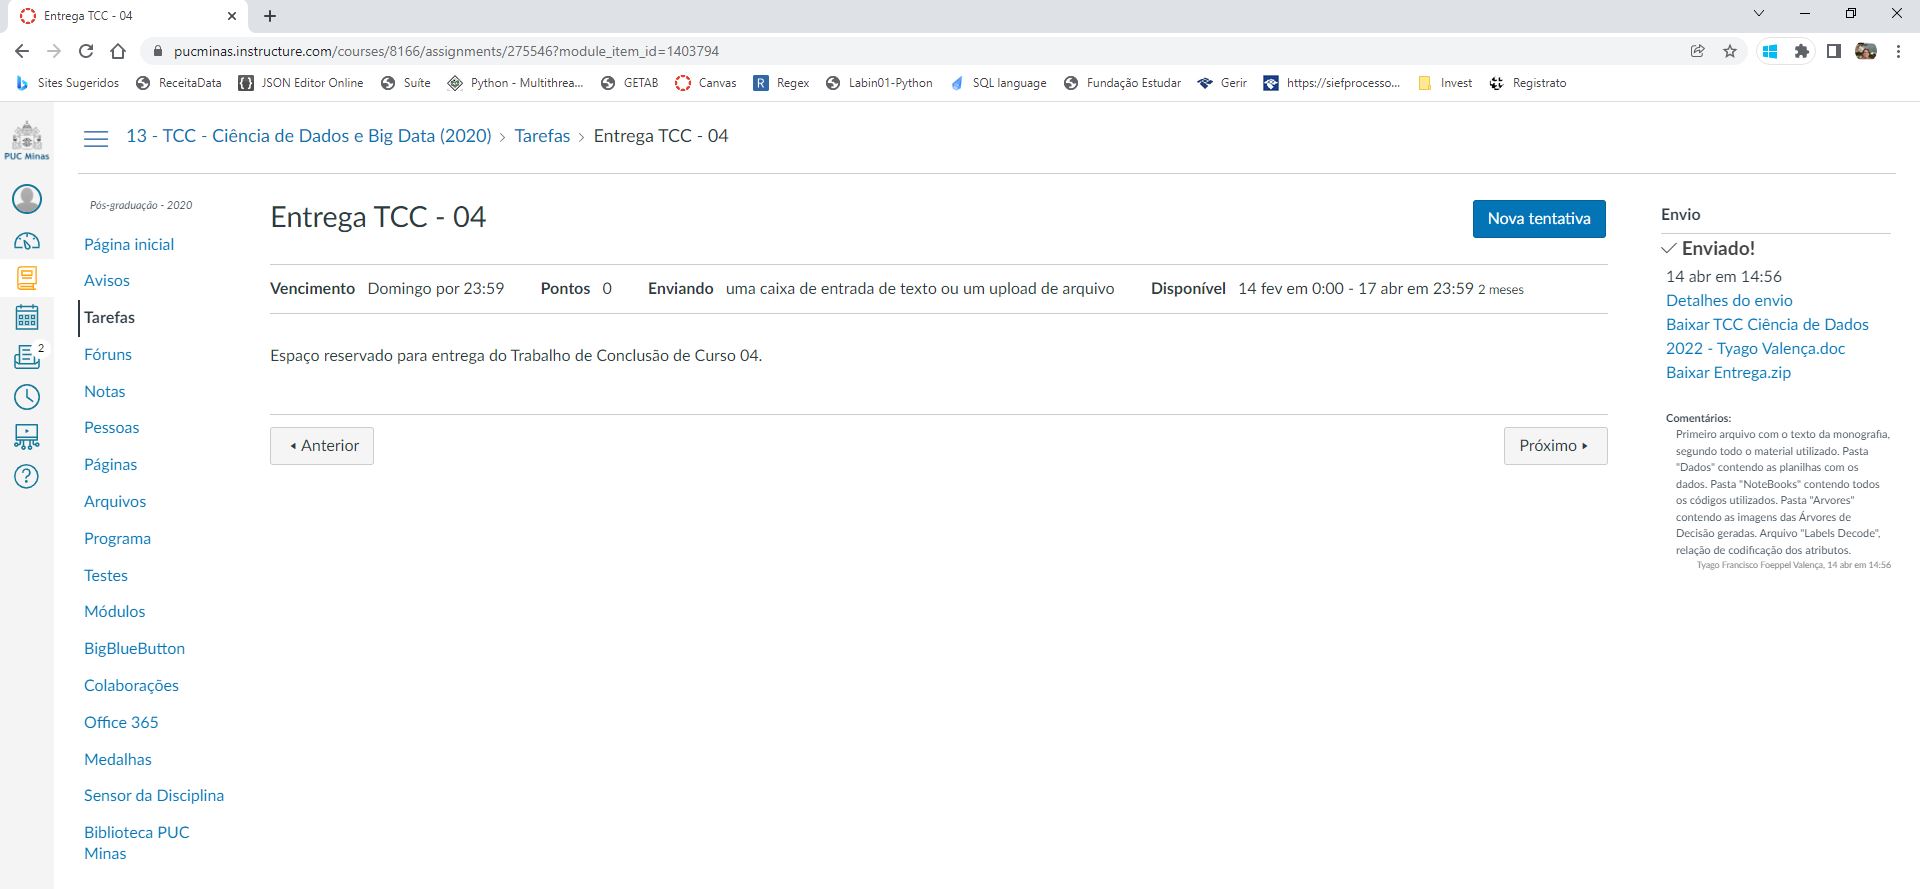 Entrega TCC - 04
pucminas.instructure.com/courses/8166/assignments/275546?module_item_id=1403794
Sites Sugeridos ReceitaData JSON Editor Online Suíte Python - Multithrea... GETAB Canvas Regex Labin01-Python SQL language Fundação Estudar Gerir https://siefprocesso... Invest Registrato
PUC Minas
2
13 - TCC - Ciência de Dados e Big Data (2020) > Tarefas > Entrega TCC - 04
Pós-graduação - 2020
Página inicial
Avisos
Tarefas
Fóruns
Notas
Pessoas
Páginas
Arquivos
Programa
Testes
Módulos
BigBlueButton
Colaborações
Office 365
Medalhas
Sensor da Disciplina
Biblioteca PUC
Minas
Entrega TCC - 04
Nova tentativa
Vencimento Domingo por 23:59 Pontos 0 Enviando uma caixa de entrada de texto ou um upload de arquivo Disponível 14 fev em 0:00 - 17 abr em 23:59 2 meses
Espaço reservado para entrega do Trabalho de Conclusão de Curso 04.
Anterior
Próximo
Envio
Enviado!
14 abr em 14:56
Detalhes do envio
Baixar TCC Ciência de Dados
2022 - Tyago Valença.doc
Baixar Entrega.zip
Comentários:
Primeiro arquivo com o texto da monografia,
segundo todo o material utilizado. Pasta
"Dados" contendo as planilhas com os
dados. Pasta "NoteBooks" contendo todos
os códigos utilizados. Pasta "Arvores"
contendo as imagens das Árvores de
Decisão geradas. Arquivo "Labels Decode",
relação de codificação dos atributos.
Tyago Francisco Foeppel Valença, 14 abr em 14:56